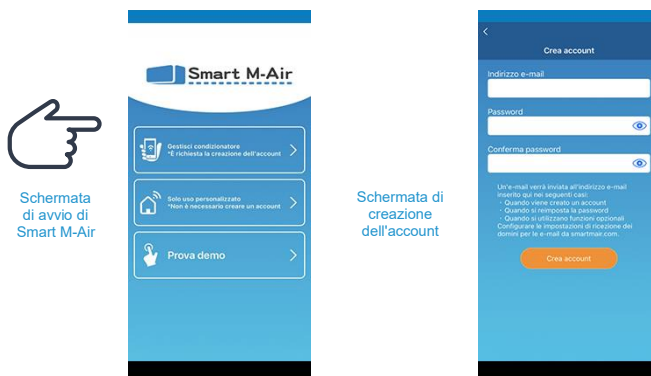 Schermata
di avvio di
Smart M-Air
Smart M-Air
Gestisci condizionatore
*È richiesta la creazione dell'account
Solo uso personalizzato
*Non è necessario creare un account
Prova demo
Schermata di
creazione
dell'account
Crea account
Indirizzo e-mail
Password
Conferma password
Un'e-mail verrà inviata all'indirizzo e-mail
inserito qui nei seguenti casi:
・Quando viene creato un account
・Quando si reimposta la password
・Quando si utilizzano funzioni opzionali
Configurare le impostazioni di ricezione dei
domini per le e-mail da smartmair.com.
Crea account